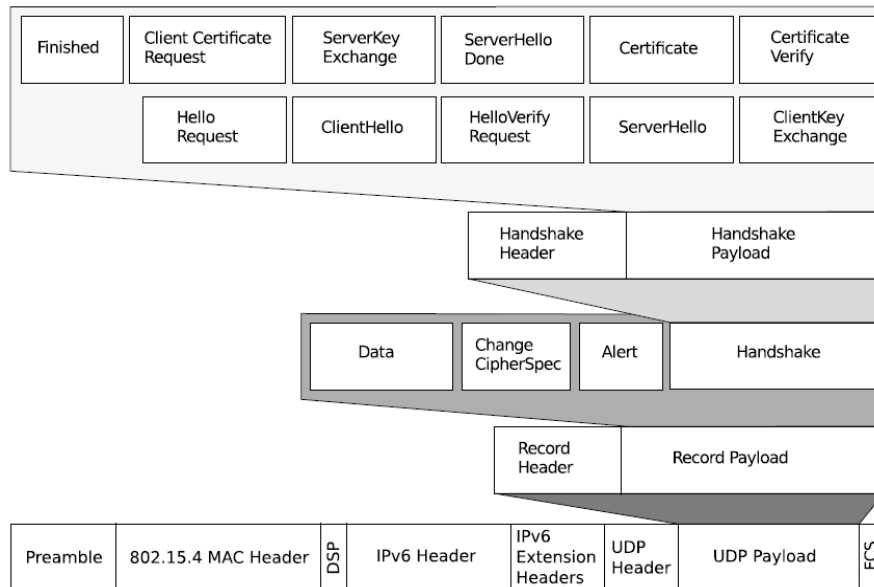 Finished
Client Certificate
Request
ServerKey
Exchange
ServerHello
Done
Certificate
Certificate
Verify
Hello
Request
ClientHello
HelloVerify
Request
ServerHello
ClientKey
Exchange
Handshake
Header
Handshake
Payload
Data
Change
CipherSpec
Alert
Handshake
Record
Header
Record Payload
Preamble
802.15.4 MAC Header
DSP
IPv6 Header
IPv6
Extension
Headers
UDP
Header
UDP Payload
FCS